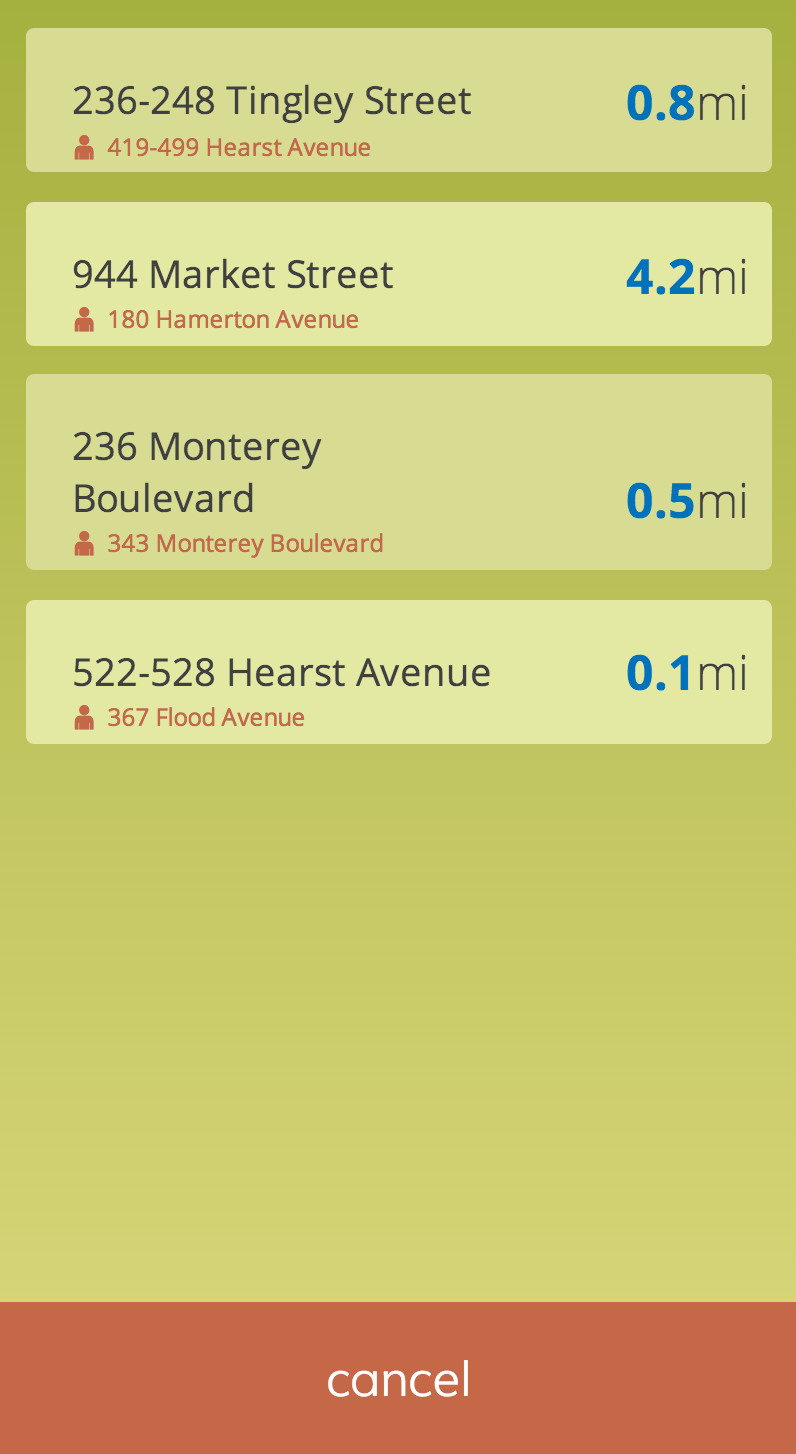 236-248 Tingley Street
0.8mi
419-499 Hearst Avenue
944 Market Street
4.2mi
180 Hamerton Avenue
236 Monterey
Boulevard
0.5mi
343 Monterey Boulevard
522-528 Hearst Avenue
0.1mi
367 Flood Avenue
cancel